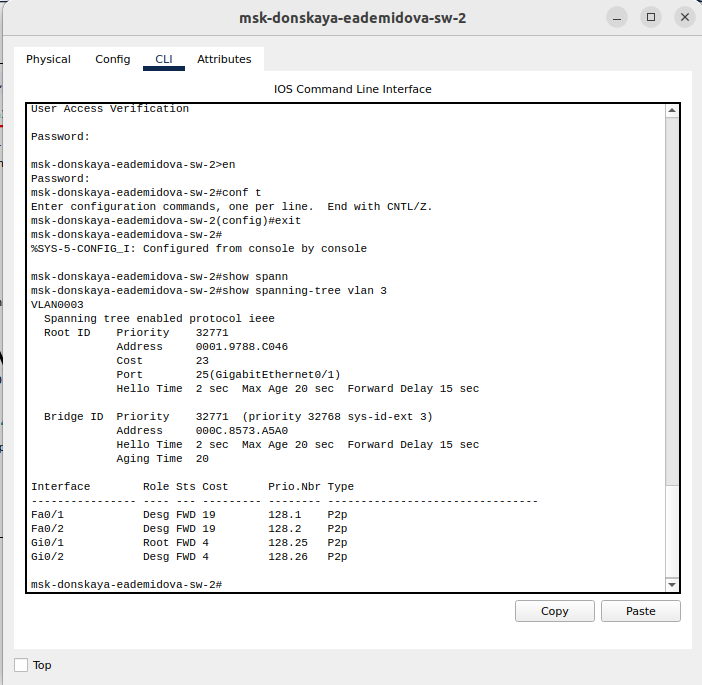 msk-donskaya-eademidova-sw-2
Physical Config CLI Attributes
IOS Command Line Interface
User Access Verification
Password:
msk-donskaya-eademidova-sw-2>en
Password:
msk-donskaya-eademidova-sw-2#conf t
Enter configuration commands, one per line.  End with CNTL/Z.
msk-donskaya-eademidova-sw-2(config)#exit
msk-donskaya-eademidova-sw-2#
%SYS-5-CONFIG_I: Configured from console by console
msk-donskaya-eademidova-sw-2#show spann
msk-donskaya-eademidova-sw-2#show spanning-tree vlan 3
VLAN0003
  Spanning tree enabled protocol ieee
  Root ID    Priority    32771
             Address     0001.9788.C046
             Cost        23
             Port        25(GigabitEthernet0/1)
             Hello Time  2 sec  Max Age 20 sec  Forward Delay 15 sec
  Bridge ID  Priority    32771  (priority 32768 sys-id-ext 3)
             Address     000C.8573.A5A0
             Hello Time  2 sec  Max Age 20 sec  Forward Delay 15 sec
             Aging Time  20
Interface        Role Sts Cost      Prio.Nbr Type
---------------- ---- --- --------- -------- --------------------------------
Fa0/1            Desg FWD 19        128.1    P2p
Fa0/2            Desg FWD 19        128.2    P2p
Gi0/1            Root FWD 4         128.25   P2p
Gi0/2            Desg FWD 4         128.26   P2p
msk-donskaya-eademidova-sw-2#
Copy Paste
Top